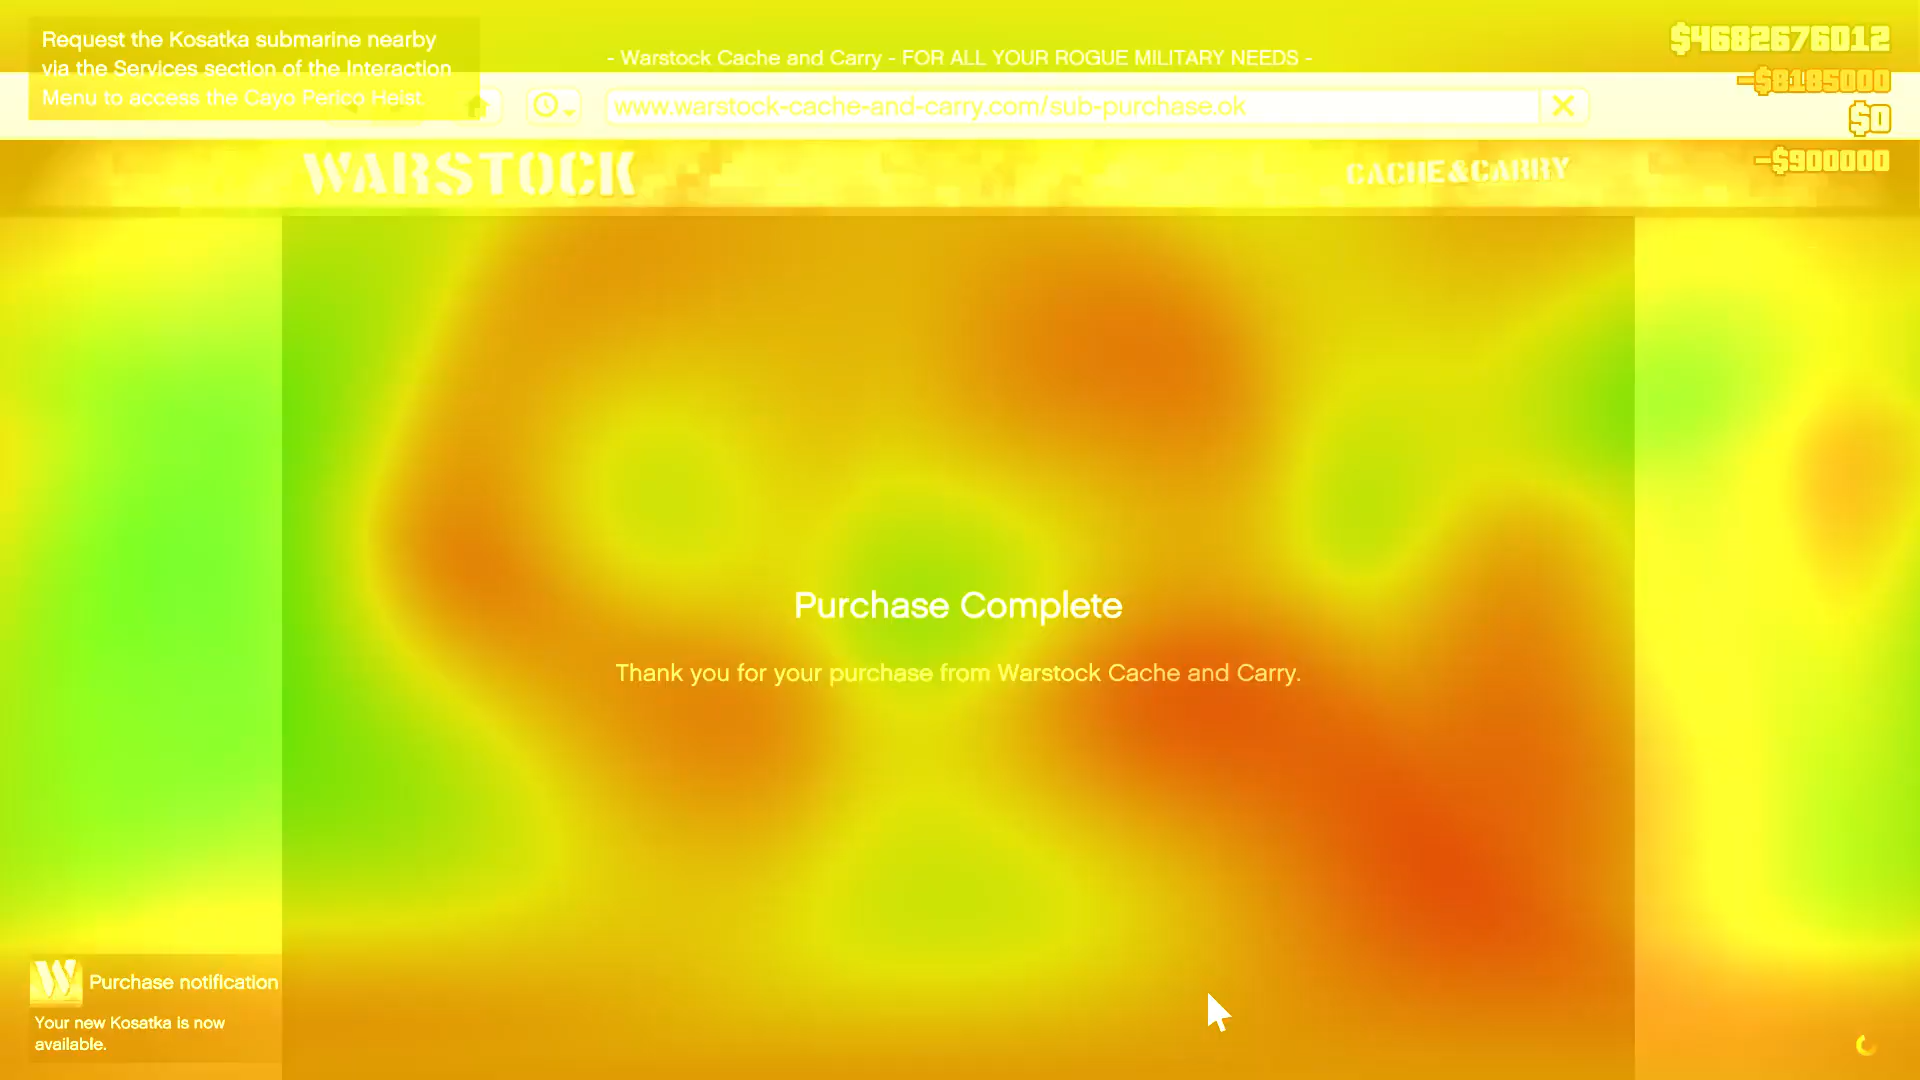 Request the Kosatka submarine nearby
via the Services section of the Interaction
Menu to access the Cayo Perico Heist.
- Warstock Cache and Carry - FOR ALL YOUR ROGUE MILITARY NEEDS -
$4682676012
-$8185000
$0
-$900000
www.warstock-cache-and-carry.com/sub-purchase.ok
WARSTOCK
CACHE&CARRY
Purchase Complete
Thank you for your purchase from Warstock Cache and Carry.
W
Purchase notification
Your new Kosatka is now
available.